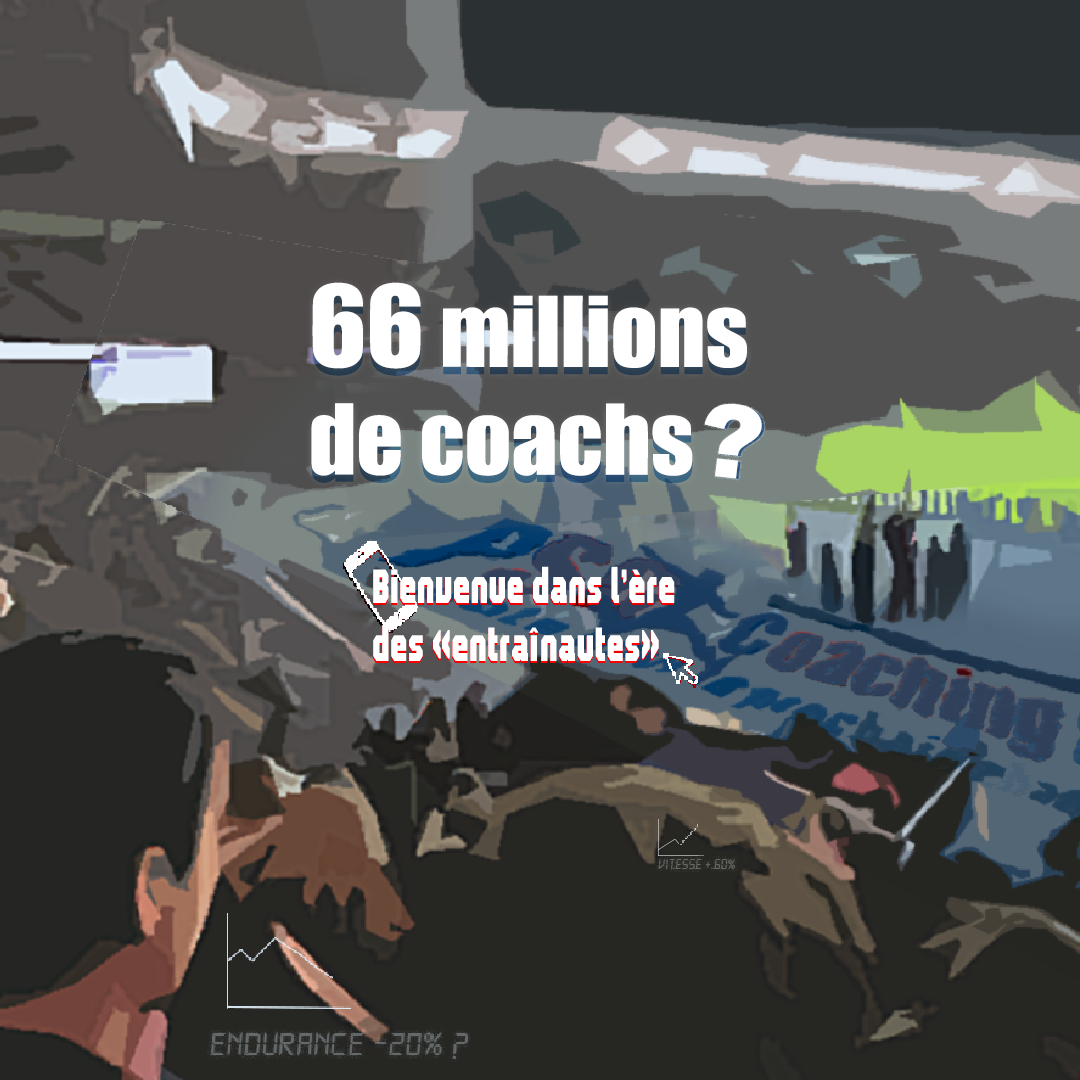 66 millions
de coachs ?
Bienvenue dans l'ère
des «entraînautes»
Coaching
VITESSE +.60%
ENDURANCE -20% ?